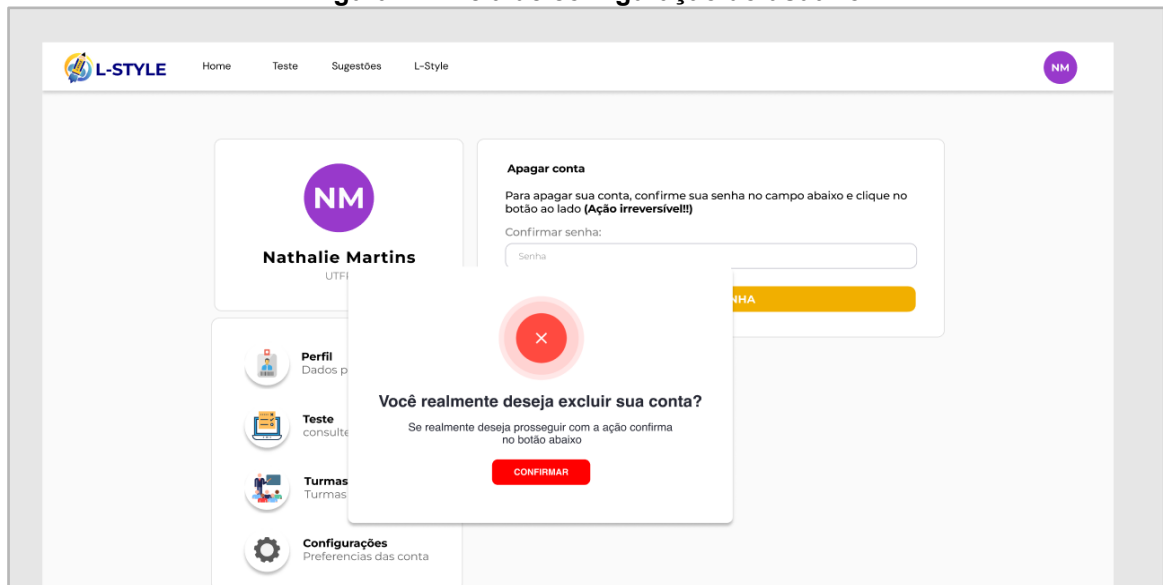 L-STYLE
Home Teste Sugestões L-Style
NM
NM
Nathalie Martins
Apagar conta
Para apagar sua conta, confirme sua senha no campo abaixo e clique no
botão ao lado (Ação irreversível!!)
Confirmar senha:
Senha
Você realmente deseja excluir sua conta?
Se realmente deseja prosseguir com a ação confirma
no botão abaixo
CONFIRMAR
Perfil
Dados
Teste
consulte
Turmas
Turmas
Configurações
Preferencias das conta